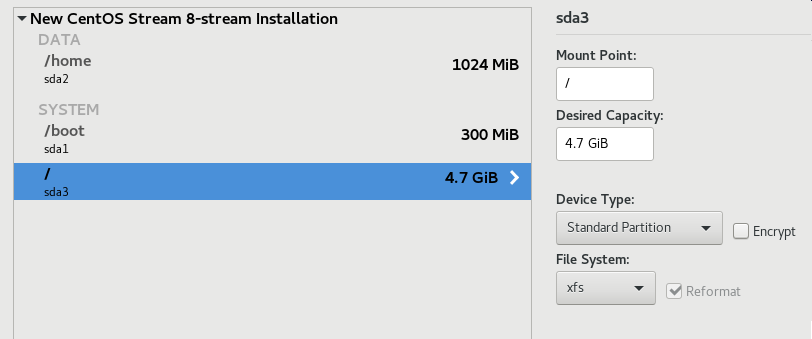 New CentOS Stream 8-stream Installation
DATA
/home
1024 MiB
sda2
SYSTEM
/boot
300 MiB
sda1
/
4.7 GiB
sda3
sda3
Mount Point:
/
Desired Capacity:
4.7 GiB
Device Type:
Standard Partition
Encrypt
File System:
xfs
Reformat